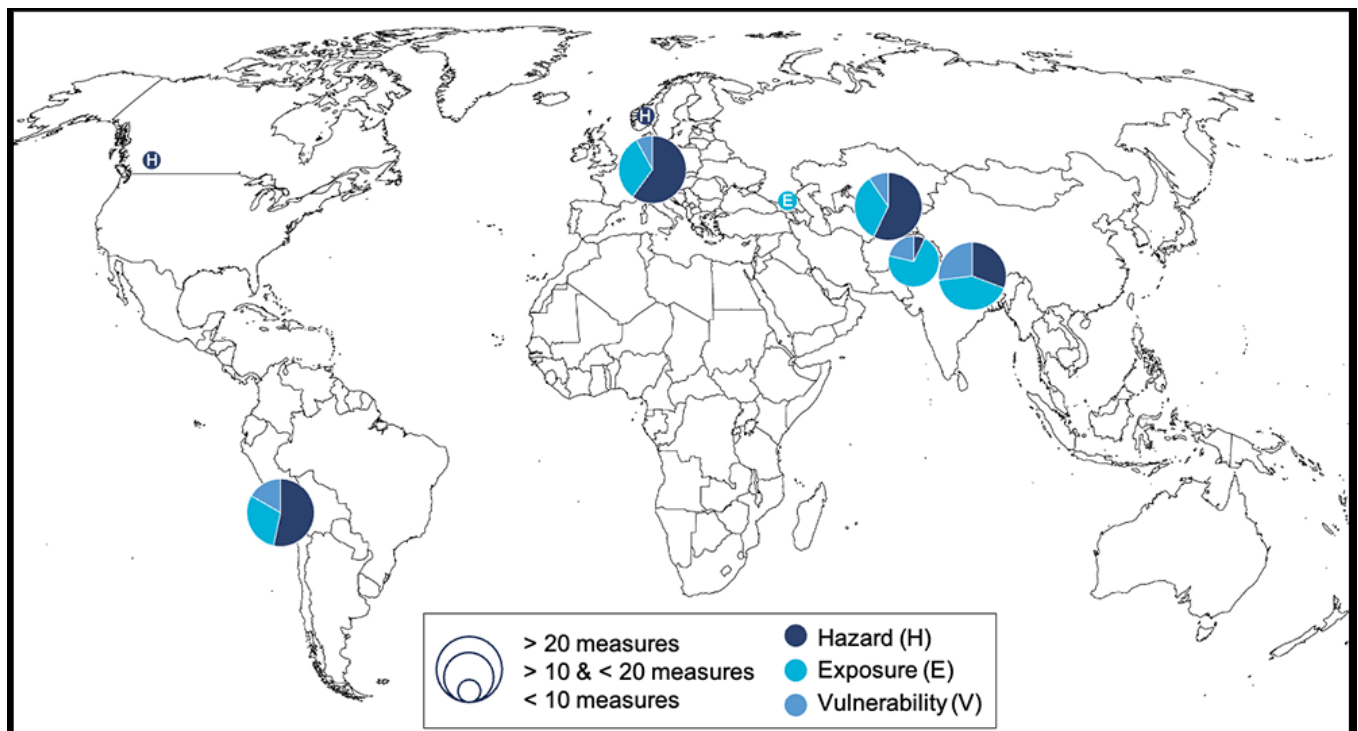 H
H
E
> 20 measures
> 10 & < 20 measures
< 10 measures
Hazard (H)
Exposure (E)
Vulnerability (V)